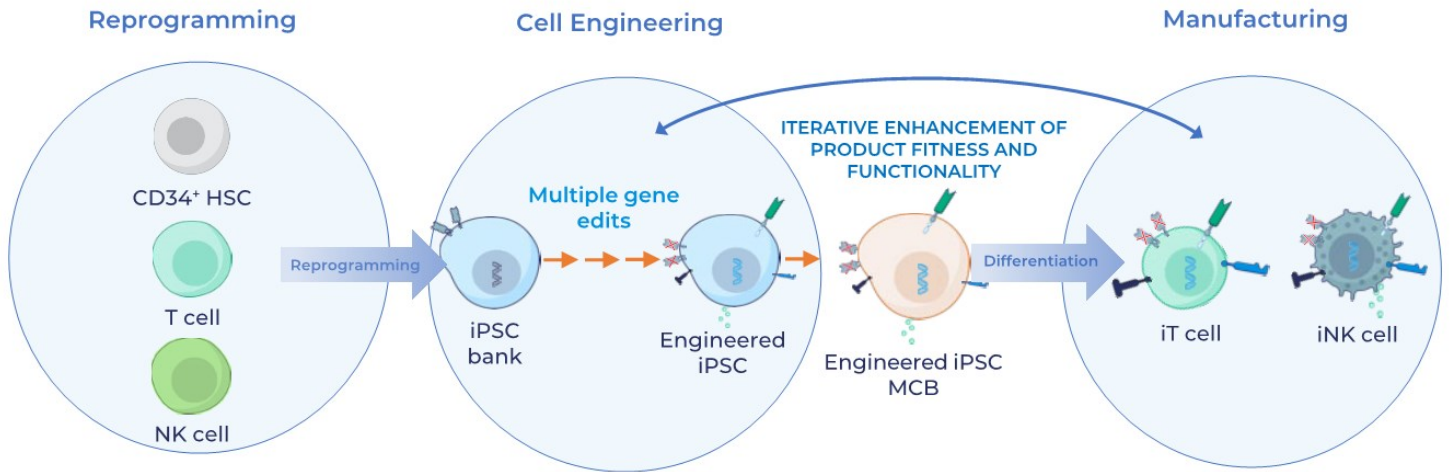 Reprogramming
Cell Engineering
Manufacturing
CD34⁺ HSC
T cell
NK cell
Reprogramming
iPSC
bank
Multiple gene
edits
Engineered
iPSC
ITERATIVE ENHANCEMENT OF
PRODUCT FITNESS AND
FUNCTIONALITY
Engineered iPSC
MCB
Differentiation
iT cell
iNK cell